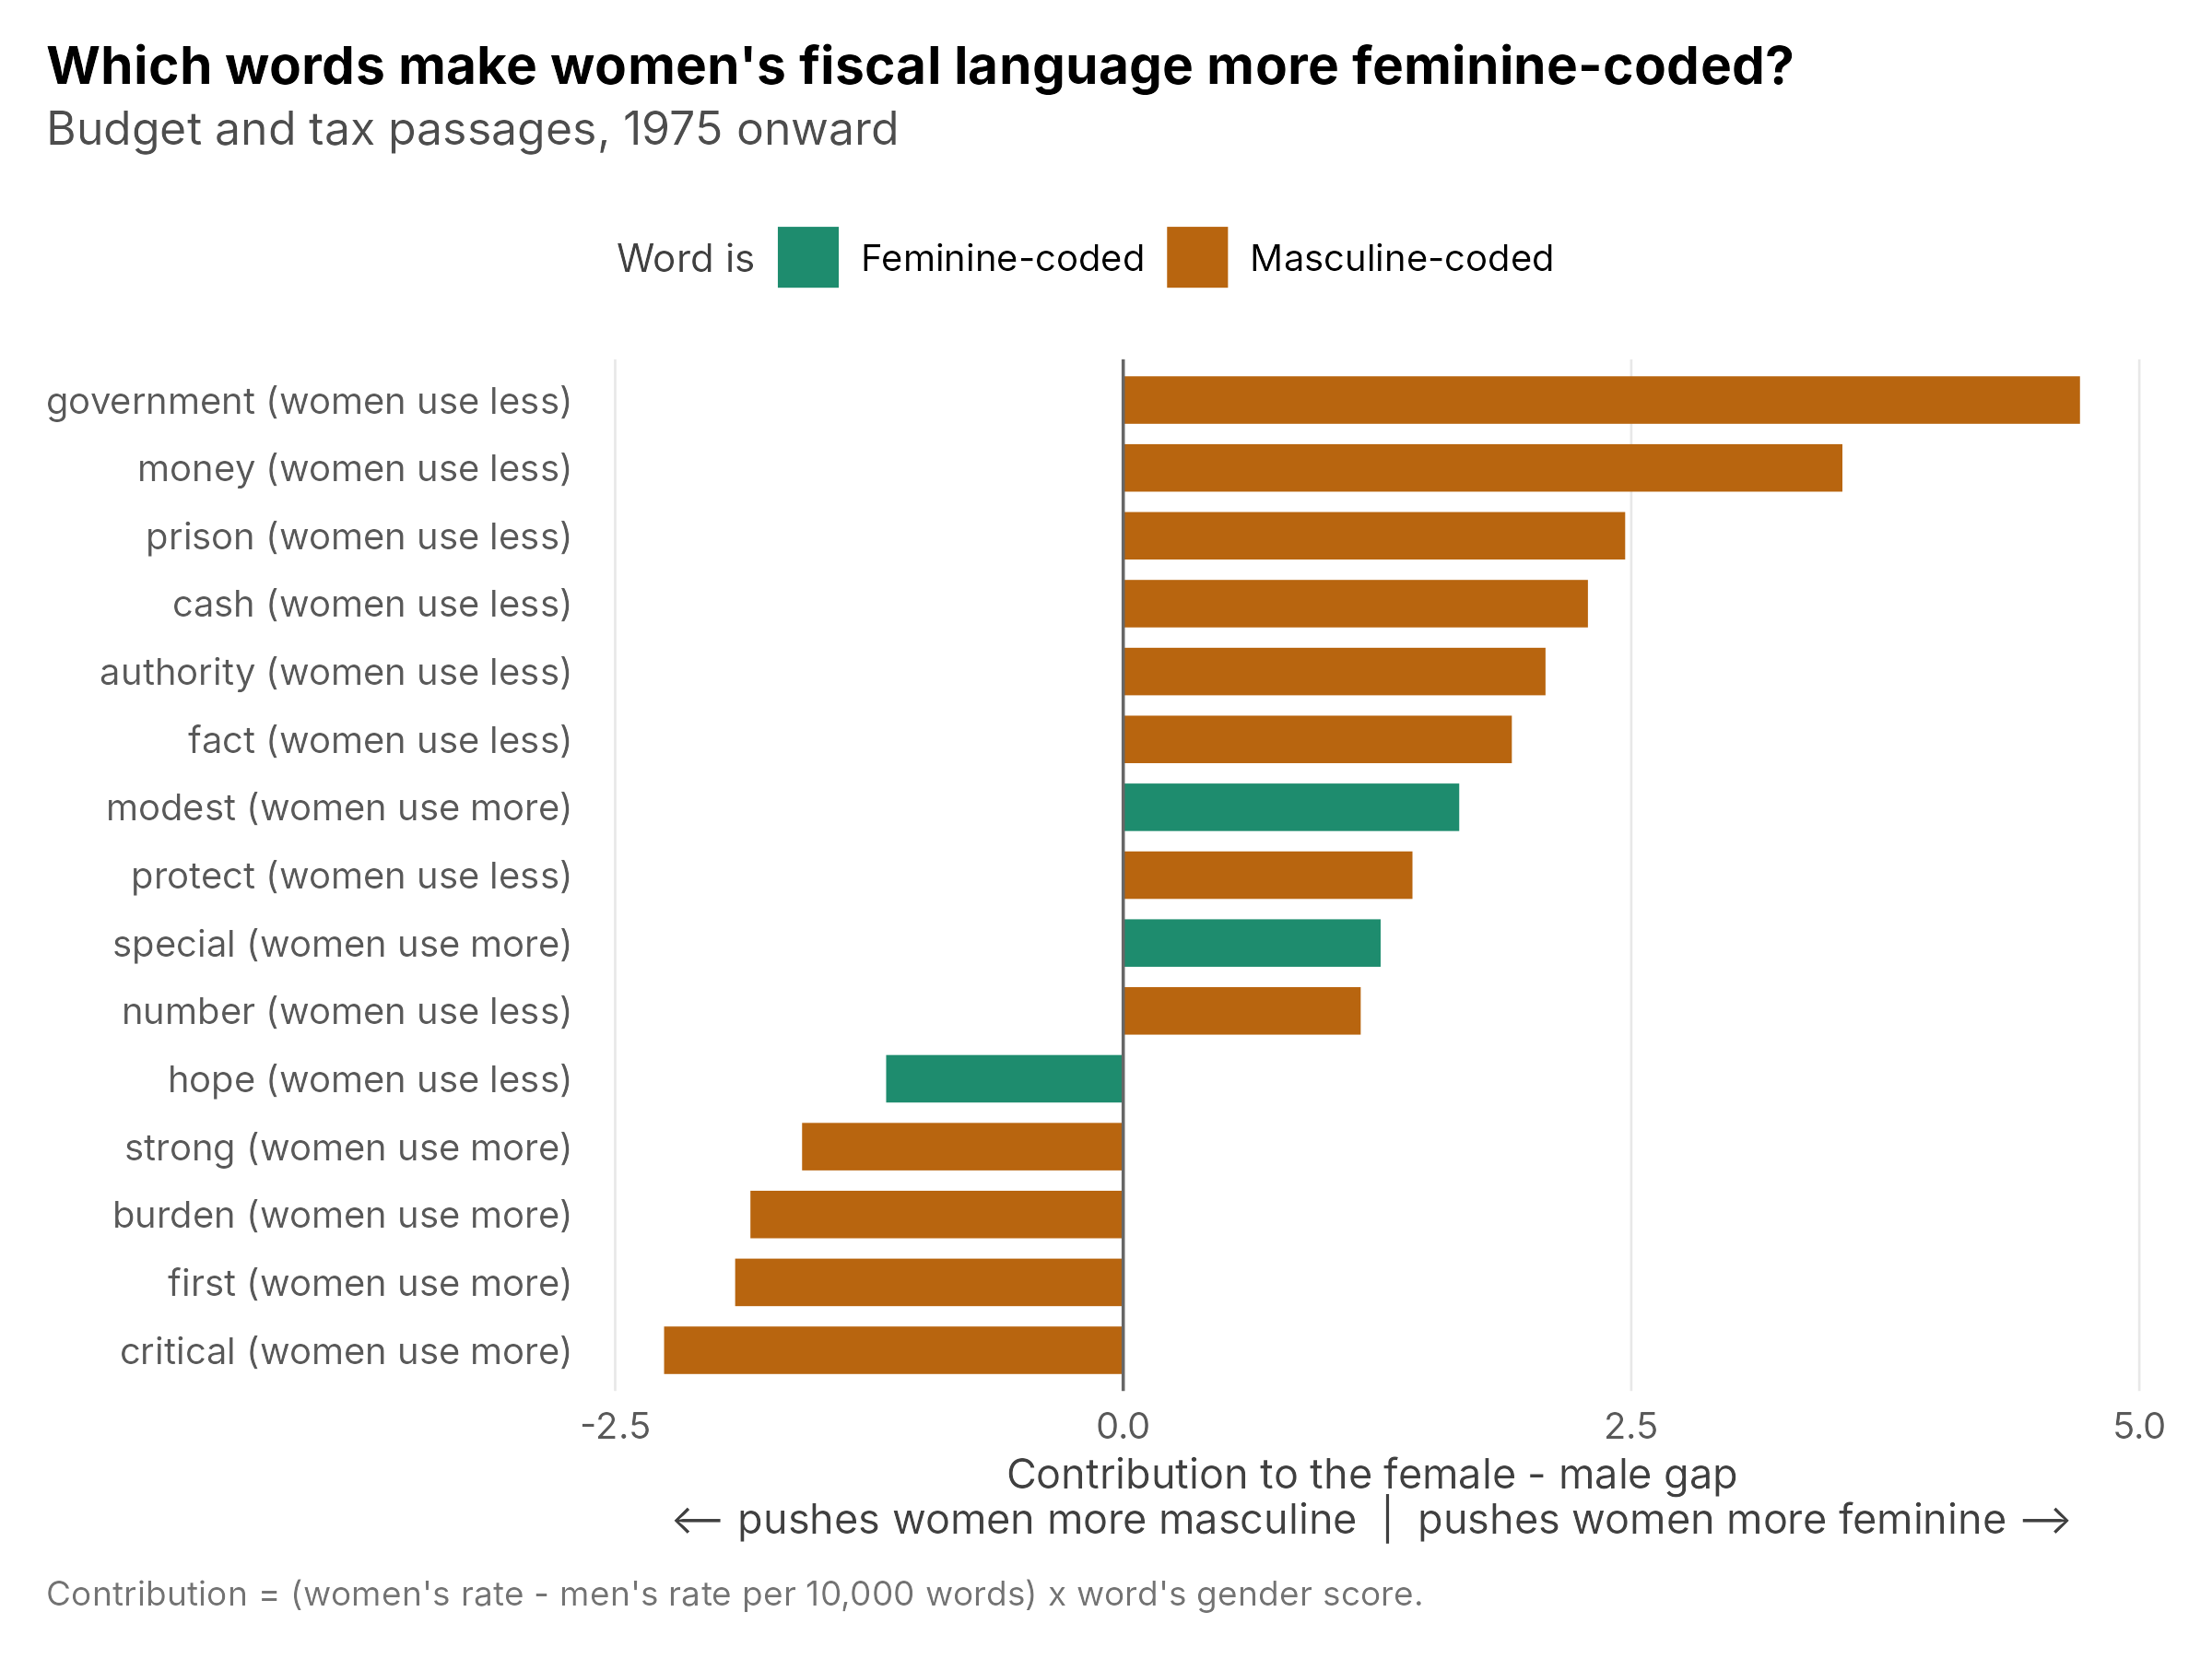 Which words make women's fiscal language more feminine-coded?
Budget and tax passages, 1975 onward
Word is Feminine-coded Masculine-coded
government (women use less)
money (women use less)
prison (women use less)
cash (women use less)
authority (women use less)
fact (women use less)
modest (women use more)
protect (women use less)
special (women use more)
number (women use less)
hope (women use less)
strong (women use more)
burden (women use more)
first (women use more)
critical (women use more)
-2.5 0.0 2.5 5.0
Contribution to the female - male gap
← pushes women more masculine | pushes women more feminine →
Contribution = (women's rate - men's rate per 10,000 words) x word's gender score.